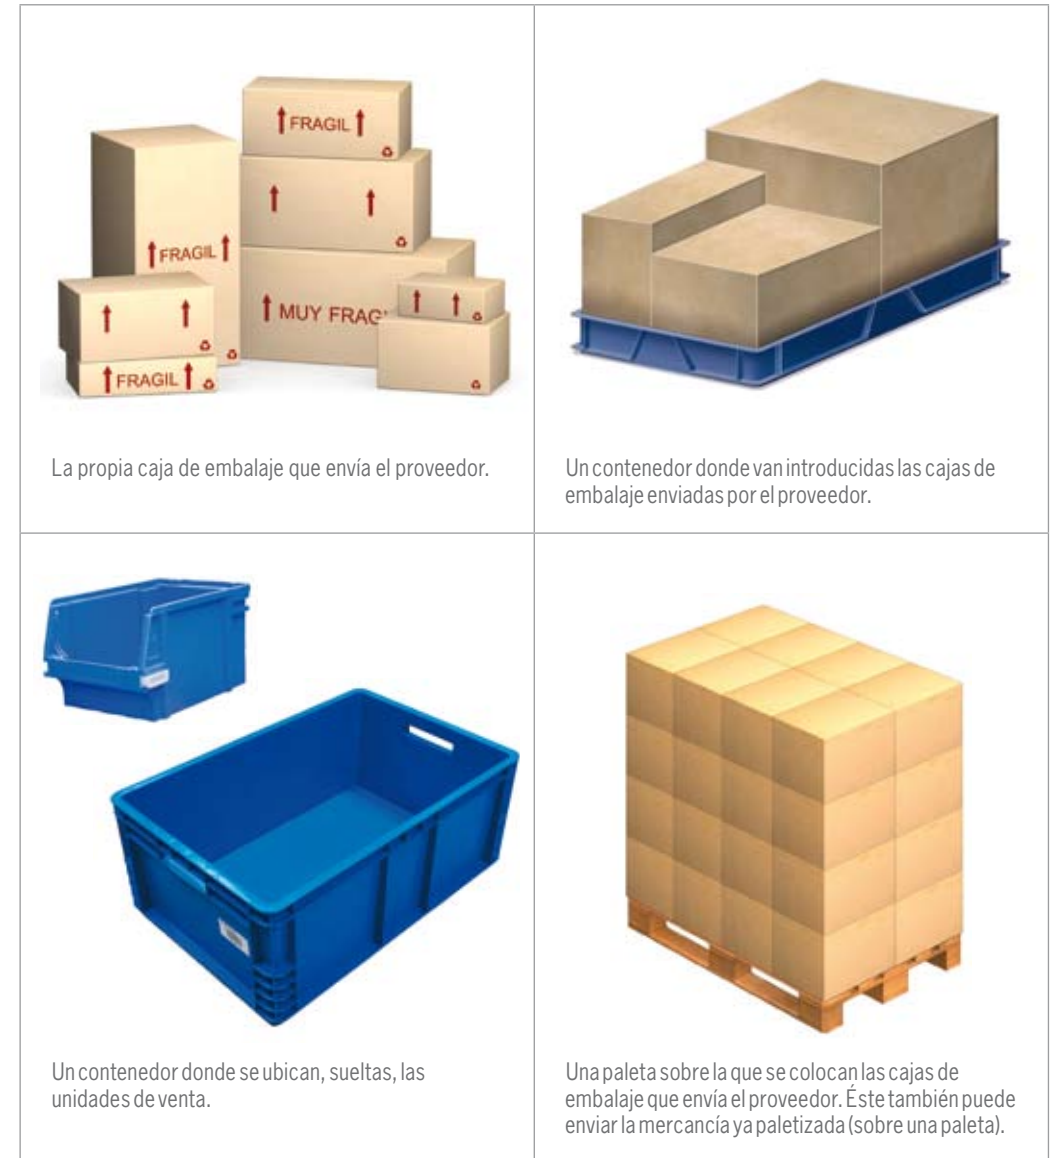 FRAGIL
FRAGIL
MUY FRAG
FRAGIL
La propia caja de embalaje que envía el proveedor.
Un contenedor donde van introducidas las cajas de
embalaje enviadas por el proveedor.
Un contenedor donde se ubican, sueltas, las
unidades de venta.
Una paleta sobre la que se colocan las cajas de
embalaje que envía el proveedor. Éste también puede
enviar la mercancía ya paletizada (sobre una paleta).